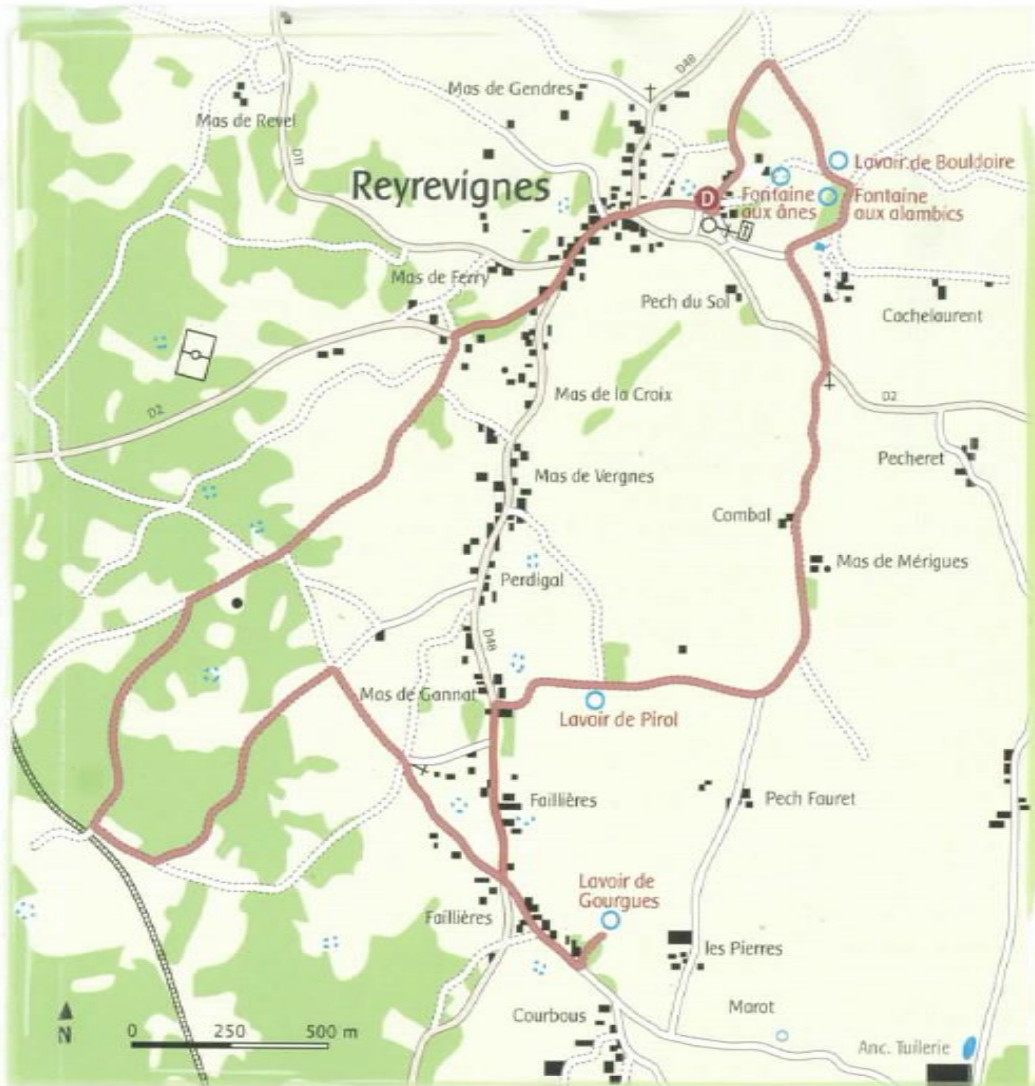 D48
Mas de Gendres
Mas de Revel
D11
Lavoir de Bouldoire
Reyrevignes
D
Fontaine
aux ânes
Fontaine
aux alambics
Mas de Ferry
Pech du Sol
Cachelaurent
Mas de la Croix
D2
D2
Pecheret
Mas de Vergnes
Combal
Mas de Mérigues
Perdigal
D48
Mas de Gannat
Lavoir de Pirol
Faillières
Pech Fauret
Lavoir de
Gourgues
Faillières
les Pierres
Courbous
Marot
Anc. Tuilerie
N
0 250 500 m